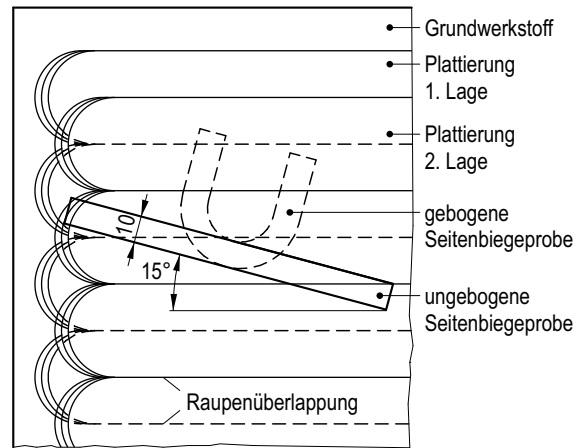 Grundwerkstoff
Plattierung
1. Lage
Plattierung
2. Lage
gebogene
Seitenbiegeprobe
10
15°
ungebogene
Seitenbiegeprobe
Raupenüberlappung